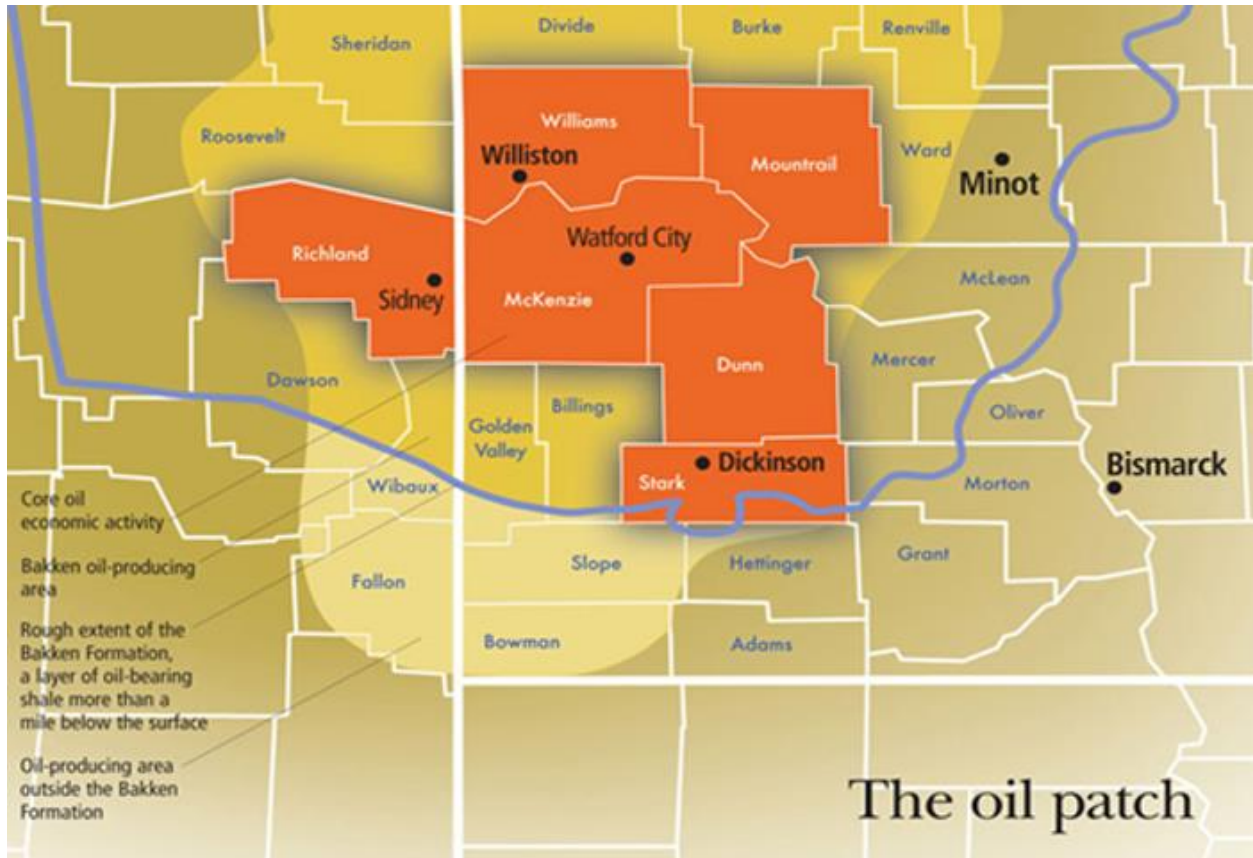 Sheridan
Divide
Burke
Renville
Roosevelt
Williams
Williston
Mountrail
Ward
Minot
Richland
Sidney
Watford City
McKenzie
McLean
Dawson
Dunn
Mercer
Billings
Golden
Valley
Oliver
Wibaux
Stark
Dickinson
Morton
Bismarck
Fallon
Slope
Hettinger
Grant
Bowman
Adams
Core oil
economic activity
Bakken oil-producing
area
Rough extent of the
Bakken Formation,
a layer of oil-bearing
shale more than a
mile below the surface
Oil-producing area
outside the Bakken
Formation
The oil patch